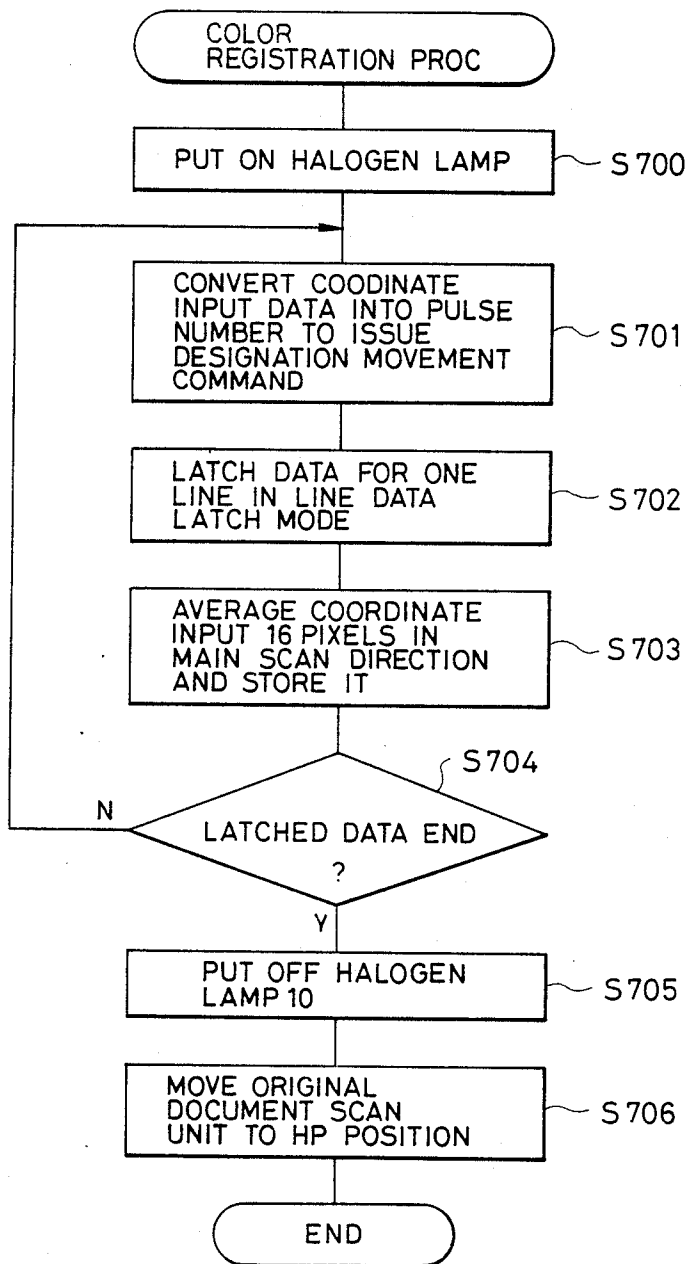 COLOR
REGISTRATION PROC
PUT ON HALOGEN LAMP
S700
CONVERT COODINATE
INPUT DATA INTO PULSE
NUMBER TO ISSUE
DESIGNATION MOVEMENT
COMMAND
S701
LATCH DATA FOR ONE
LINE IN LINE DATA
LATCH MODE
S702
AVERAGE COORDINATE
INPUT 16 PIXELS IN
MAIN SCAN DIRECTION
AND STORE IT
S703
S704
N
LATCHED DATA END
?
Y
PUT OFF HALOGEN
LAMP 10
S705
MOVE ORIGINAL
DOCUMENT SCAN
UNIT TO HP POSITION
S706
END